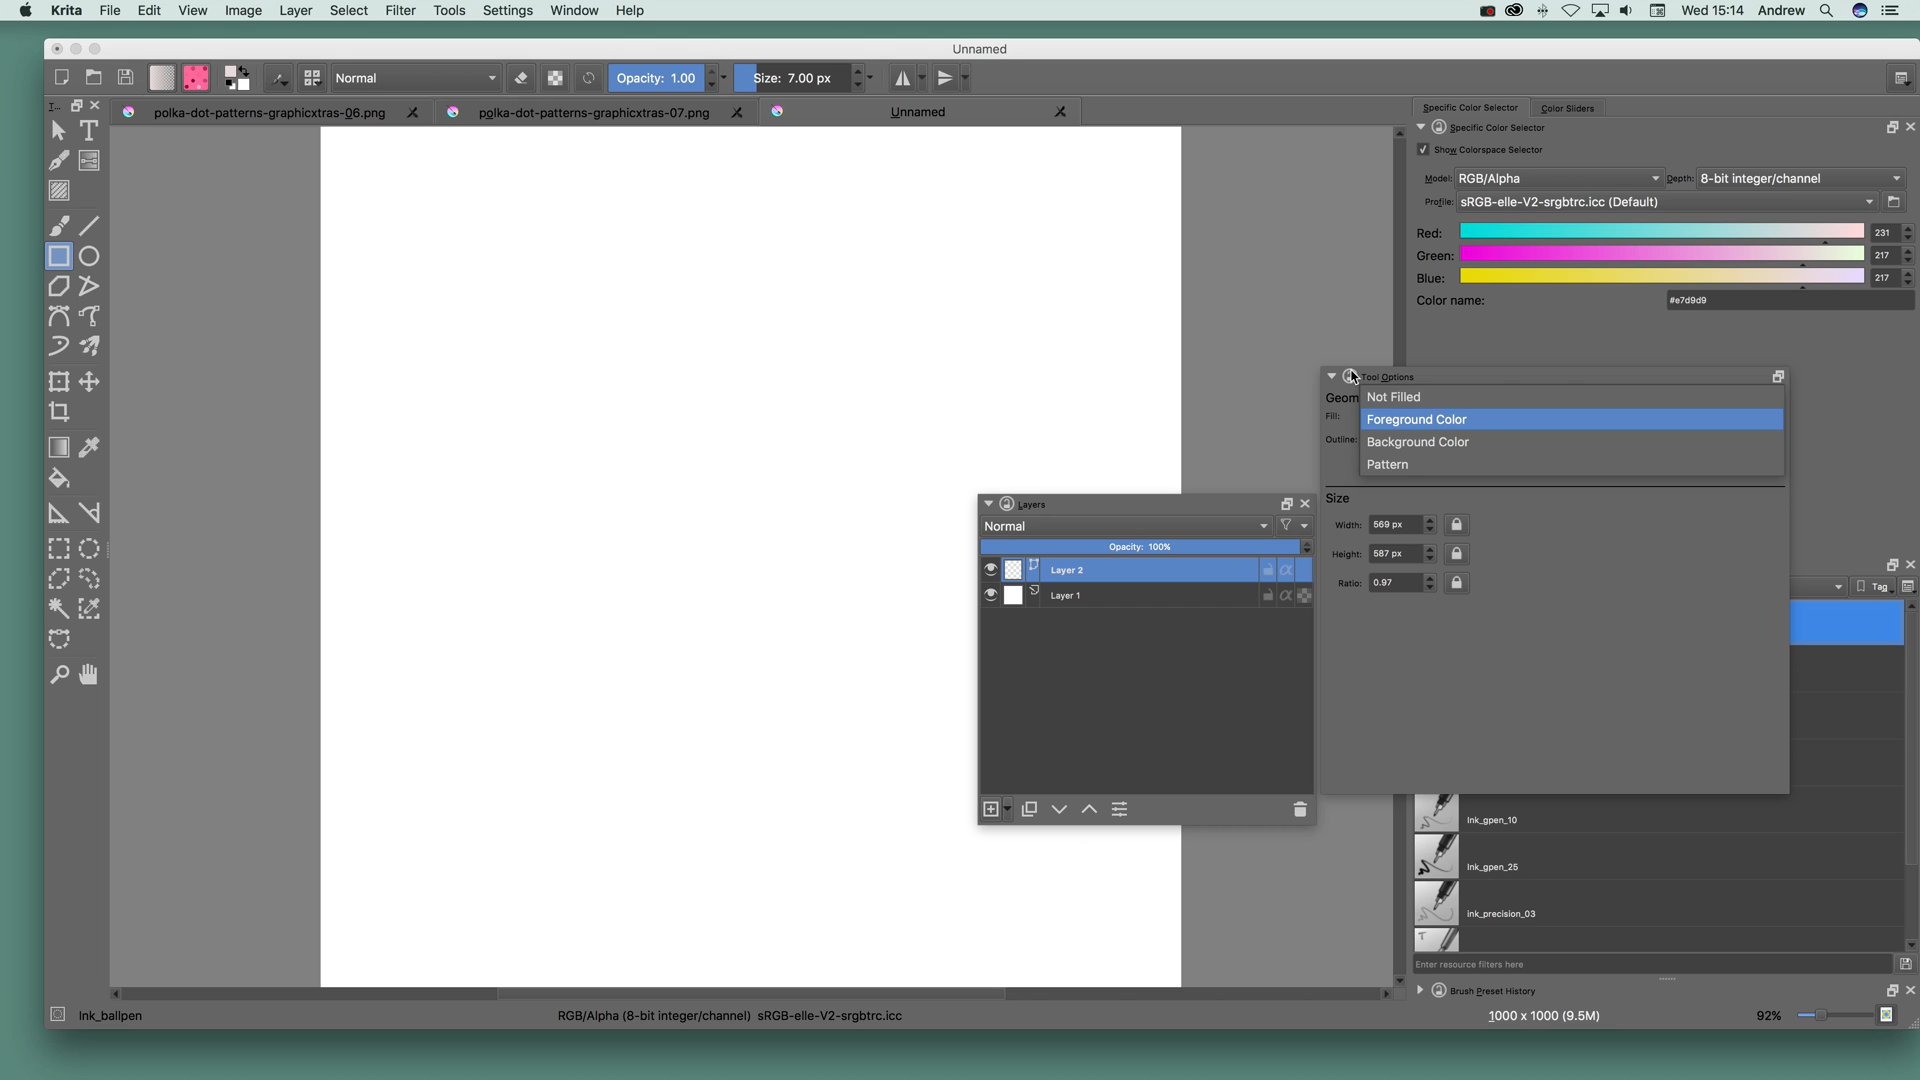 Krita File Edit View Image Layer Select Filter Tools Settings Window Help
Wed 15:14 Andrew
Unnamed
Normal
Opacity: 1.00
Size: 7.00 px
T...
polka-dot-patterns-graphicxtras-06.png
polka-dot-patterns-graphicxtras-07.png
Unnamed
Specific Color Selector
Color Sliders
Specific Color Selector
Show Colorspace Selector
Model: RGB/Alpha
Depth: 8-bit integer/channel
Profile: sRGB-elle-V2-srgbtrc.icc (Default)
Red: 231
Green: 217
Blue: 217
Color name: #e7d9d9
Tool Options
Geom
Fill:
Outline:
Not Filled
Foreground Color
Background Color
Pattern
Size
Width: 569 px
Height: 587 px
Ratio: 0.97
Layers
Normal
Opacity: 100%
Layer 2
Layer 1
Tag
Ink_gpen_10
Ink_gpen_25
ink_precision_03
Enter resource filters here
Brush Preset History
Ink_ballpen
RGB/Alpha (8-bit integer/channel) sRGB-elle-V2-srgbtrc.icc
1000 x 1000 (9.5M)
92%